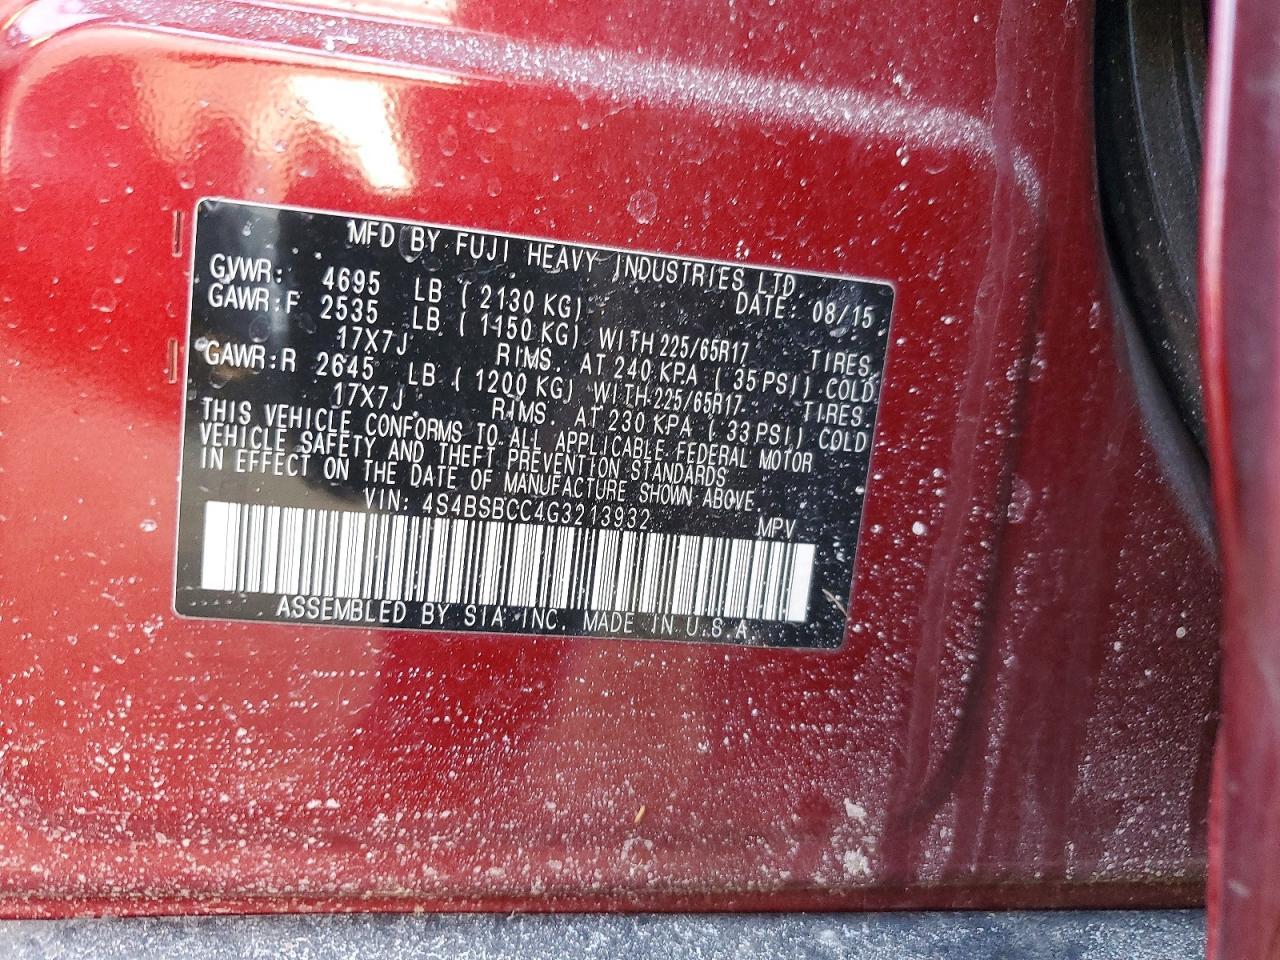 MFD BY FUJI HEAVY INDUSTRIES LTD
DATE: 08/15
GVWR: 4695 LB (2130 KG)
GAWR:F 2535 LB (1150 KG) WITH 225/65R17 TIRES.
17X7J RIMS. AT 240 KPA (35 PSI) COLD
GAWR:R 2645 LB (1200 KG) WITH 225/65R17 TIRES.
17X7J RIMS. AT 230 KPA (33 PSI) COLD
THIS VEHICLE CONFORMS TO ALL APPLICABLE FEDERAL MOTOR
VEHICLE SAFETY AND THEFT PREVENTION STANDARDS
IN EFFECT ON THE DATE OF MANUFACTURE SHOWN ABOVE.
VIN: 4S4BSBCC4G3213932 MPV
ASSEMBLED BY SIA INC. MADE IN U.S.A